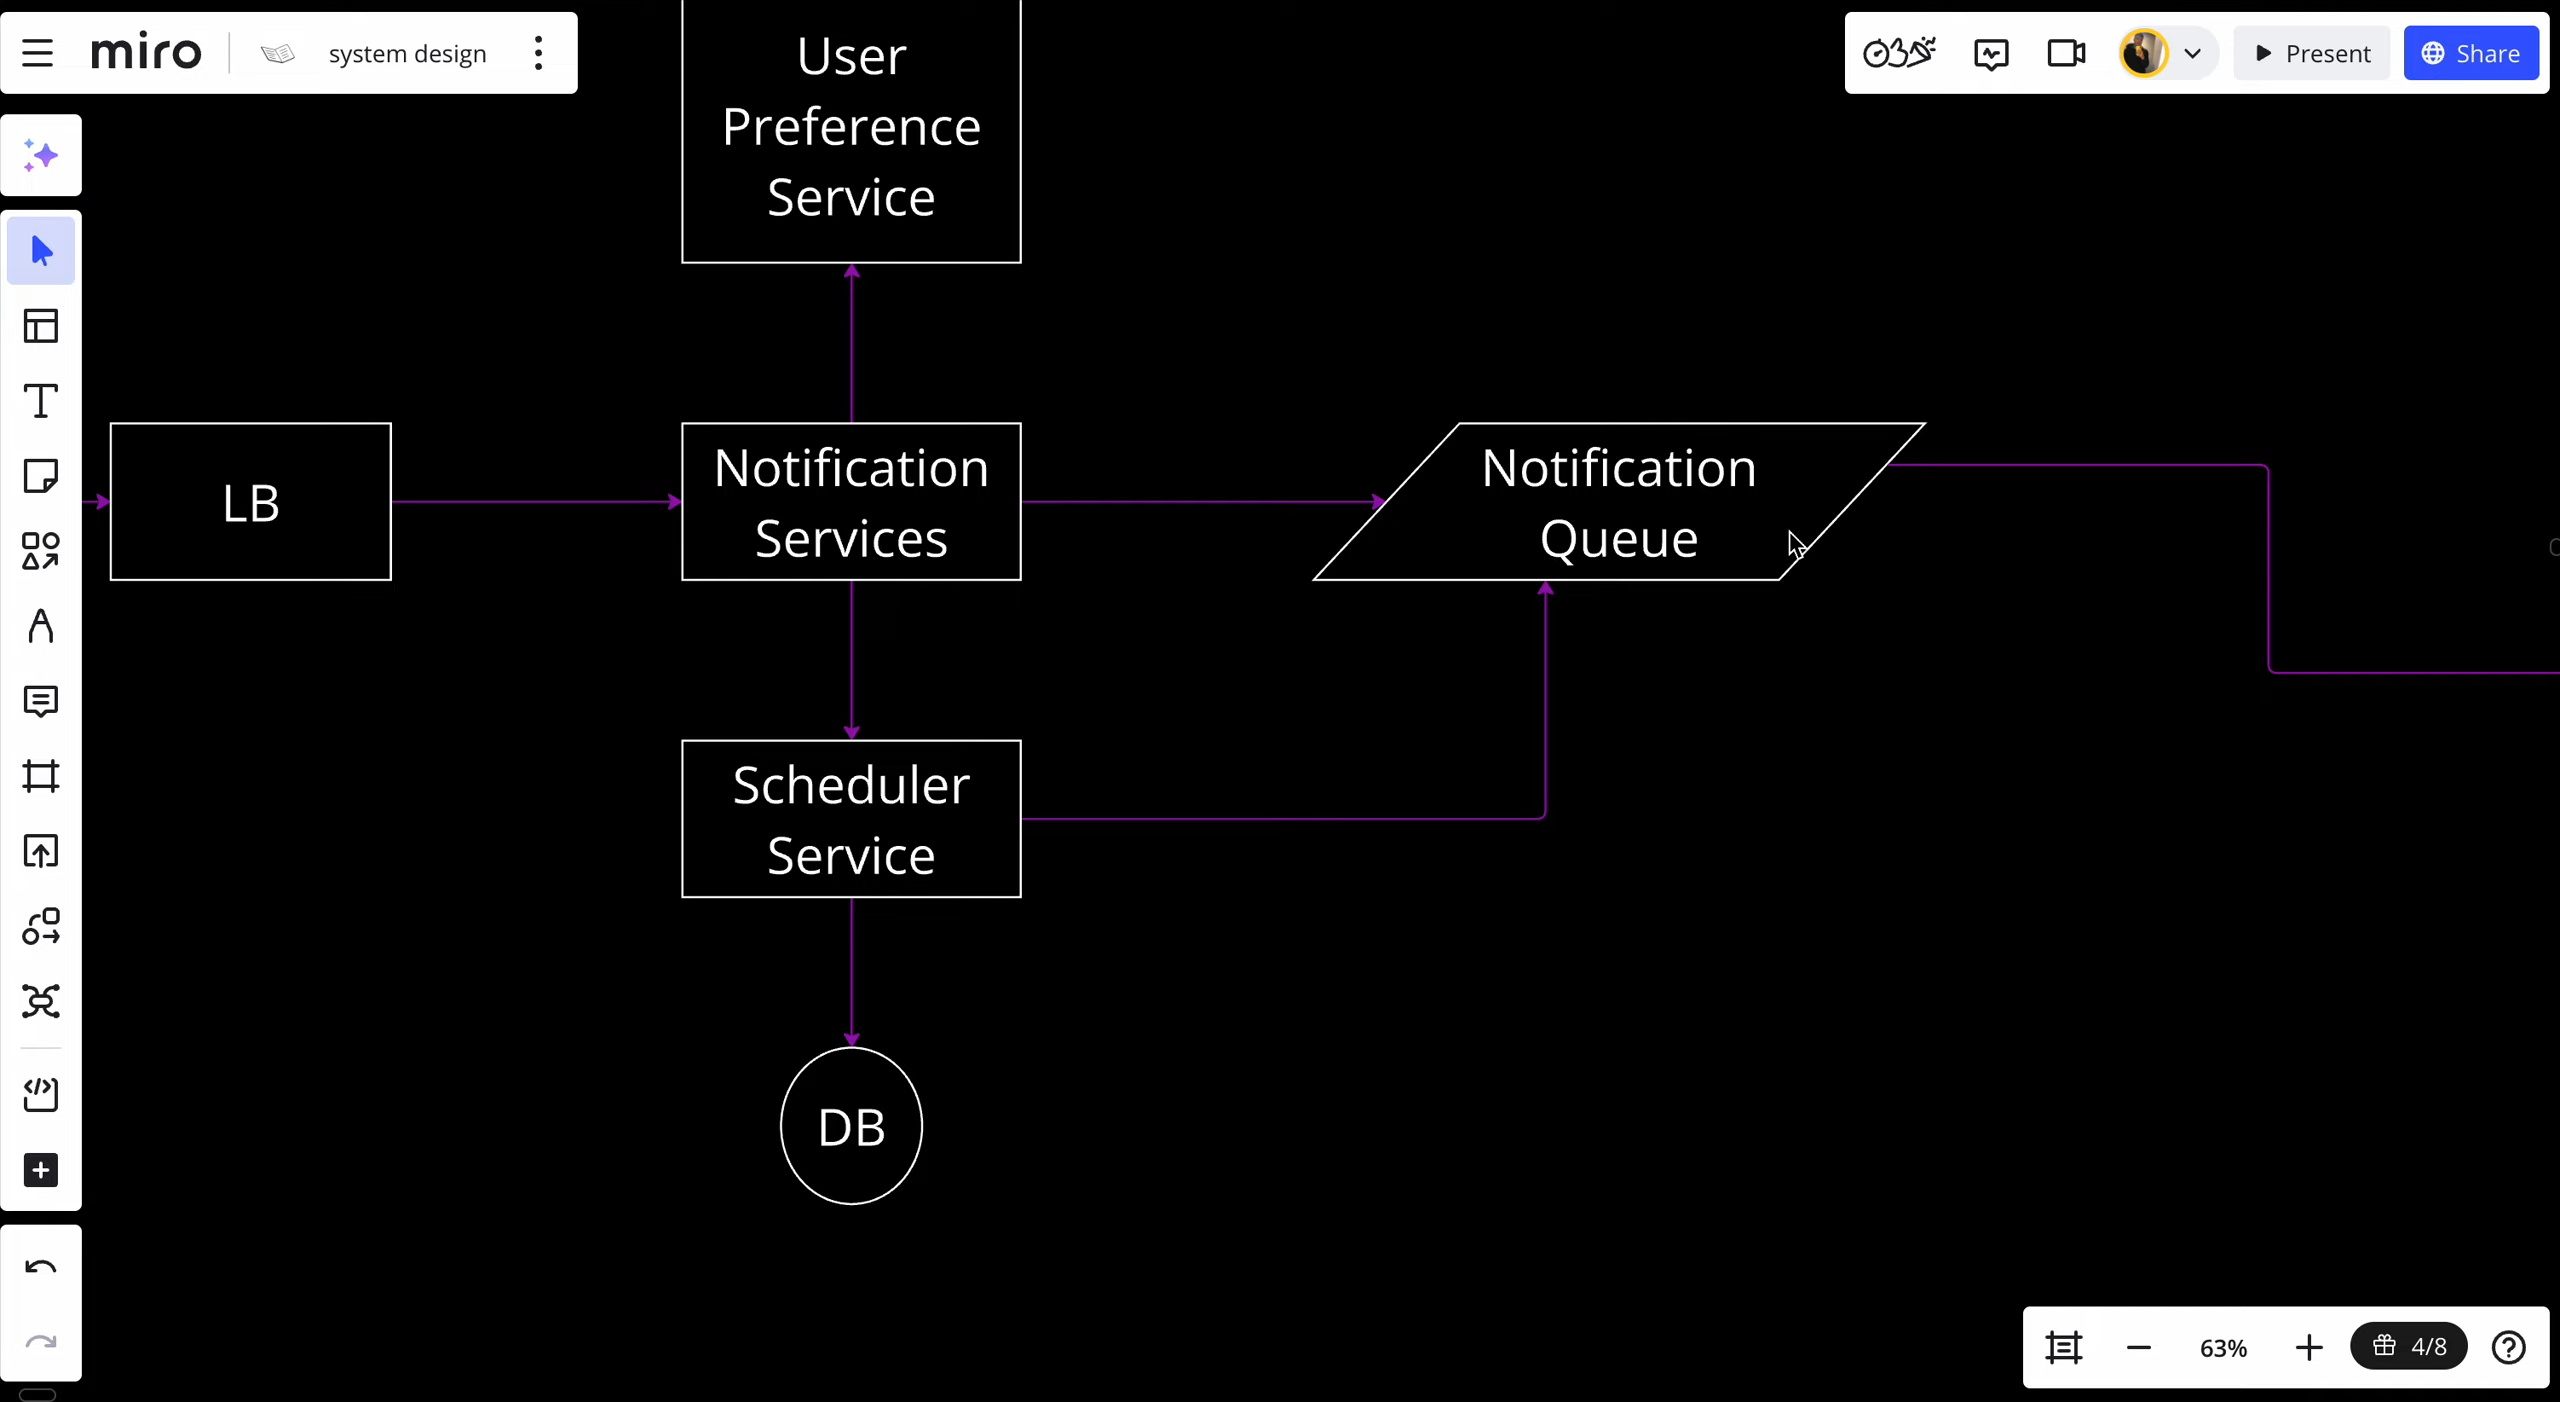 miro
system design
Present
Share
User
Preference
Service
LB
Notification
Services
Notification
Queue
Scheduler
Service
DB
63%
4/8